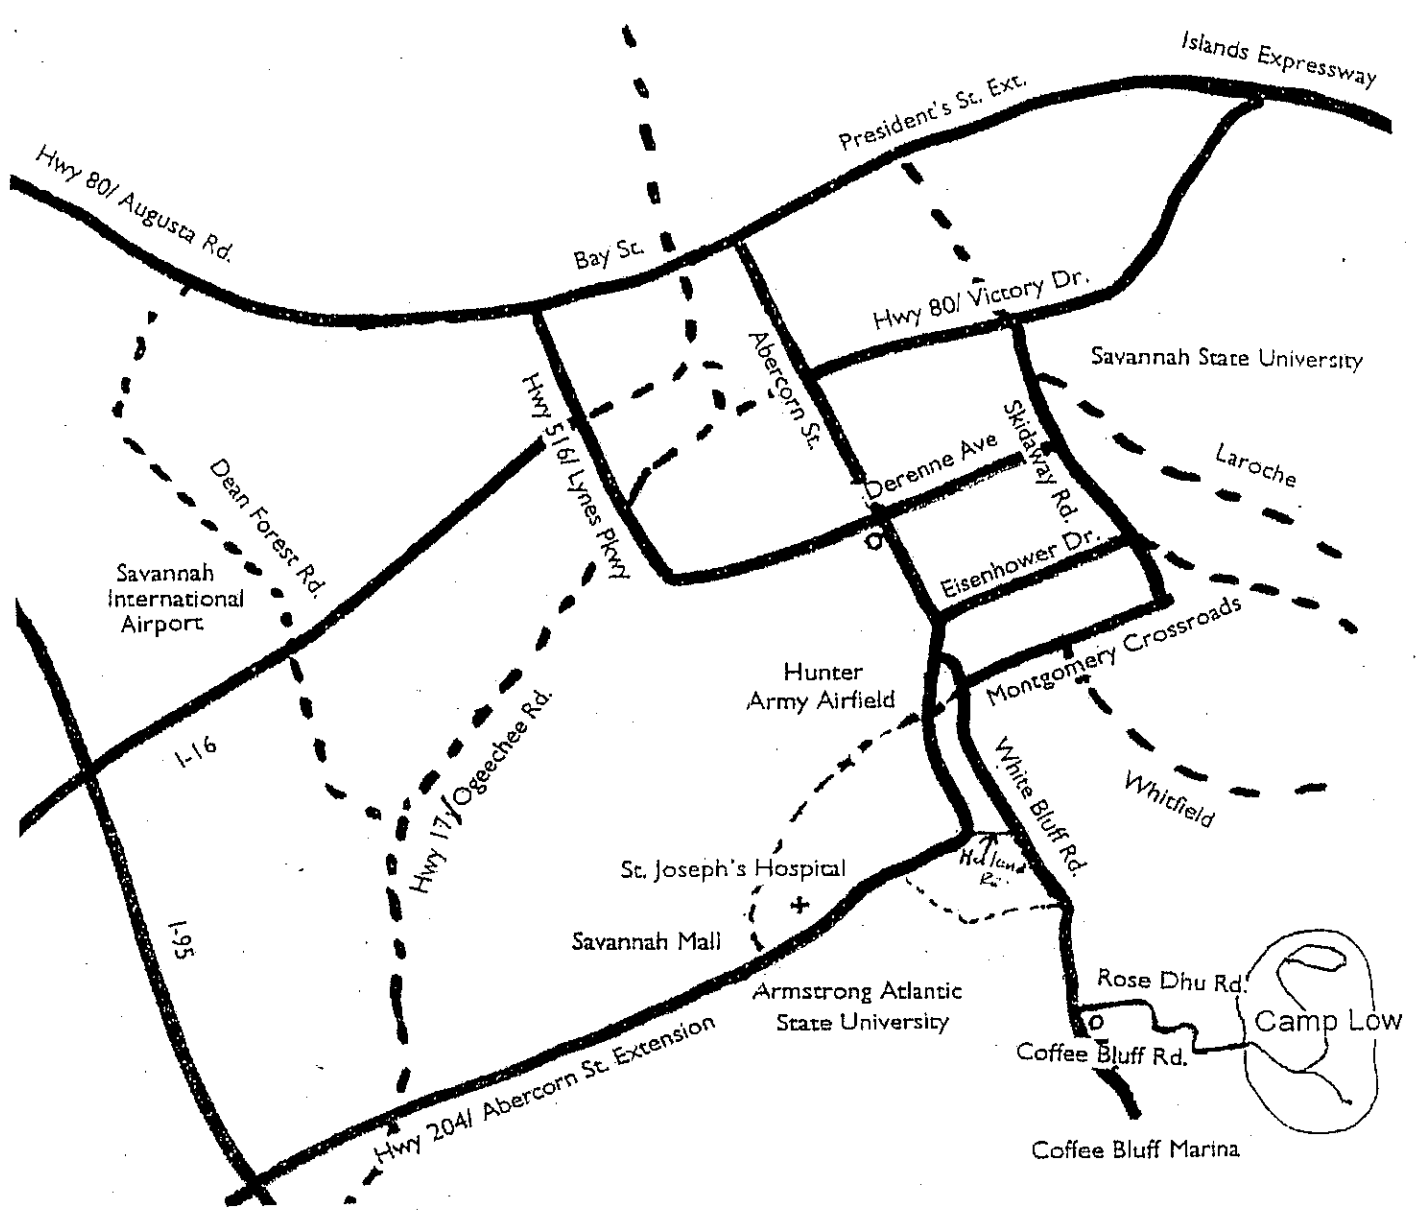 Islands Expressway
President's St. Ext.
Hwy 80/ Augusta Rd.
Bay St.
Hwy 80/ Victory Dr.
Abercorn St.
Savannah State University
Hwy 516/ Lynes Pkwy
Skidaway Rd.
Derenne Ave
Laroche
Dean Forest Rd.
Eisenhower Dr.
Savannah
International
Airport
Montgomery Crossroads
Hunter
Army Airfield
I-16
Hwy 17/Ogeechee Rd.
White Bluff Rd.
Whitfield
St. Joseph's Hospital
Holland
I-95
Savannah Mall
Rose Dhu Rd.
Armstrong Atlantic
State University
Camp Low
Coffee Bluff Rd.
Hwy 204/ Abercorn St. Extension
Coffee Bluff Marina